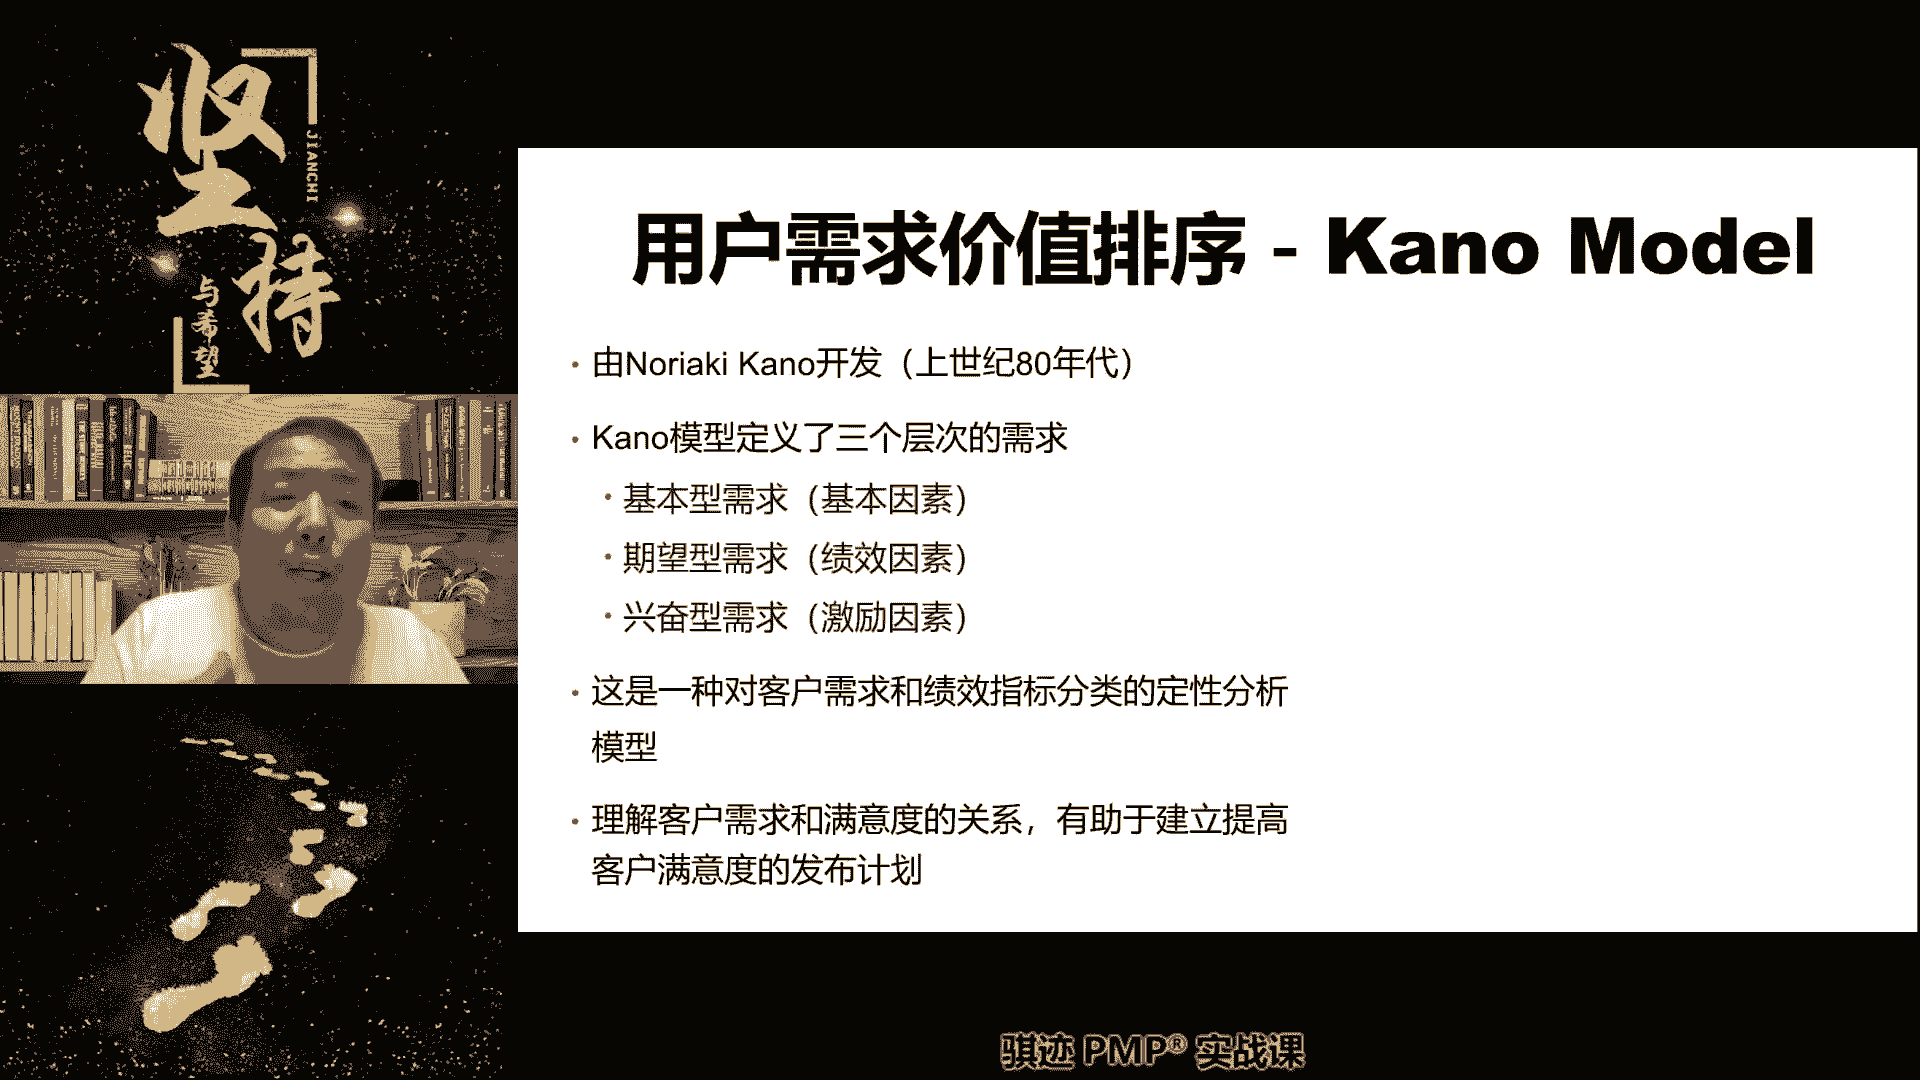 坚持
JIANCHI
与希望
用户需求价值排序 - Kano Model
• 由Noriaki Kano开发（上世纪80年代）
• Kano模型定义了三个层次的需求
• 基本型需求（基本因素）
• 期望型需求（绩效因素）
• 兴奋型需求（激励因素）
• 这是一种对客户需求和绩效指标分类的定性分析
模型
• 理解客户需求和满意度的关系，有助于建立提高
客户满意度的发布计划
骐迹 PMP® 实战课